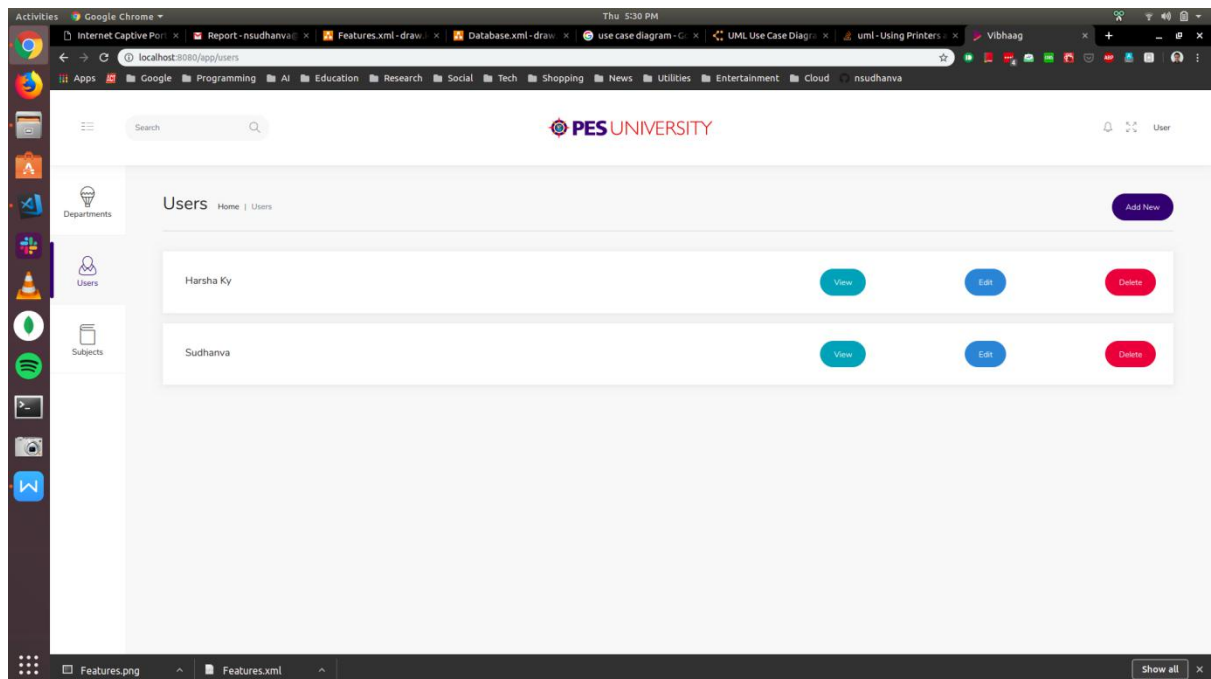 Activities Google Chrome Thu 5:30 PM
Internet Captive Port Report - nsudhanva@ Features.xml - draw.i Database.xml - draw. use case diagram - Go UML Use Case Diagra uml - Using Printers a Vibhaag
localhost:8080/app/users
Apps Google Programming AI Education Research Social Tech Shopping News Utilities Entertainment Cloud nsudhanva
Search PES UNIVERSITY User
Departments
Users Home | Users Add New
Users
Harsha Ky View Edit Delete
Subjects
Sudhanva View Edit Delete
Features.png Features.xml Show all